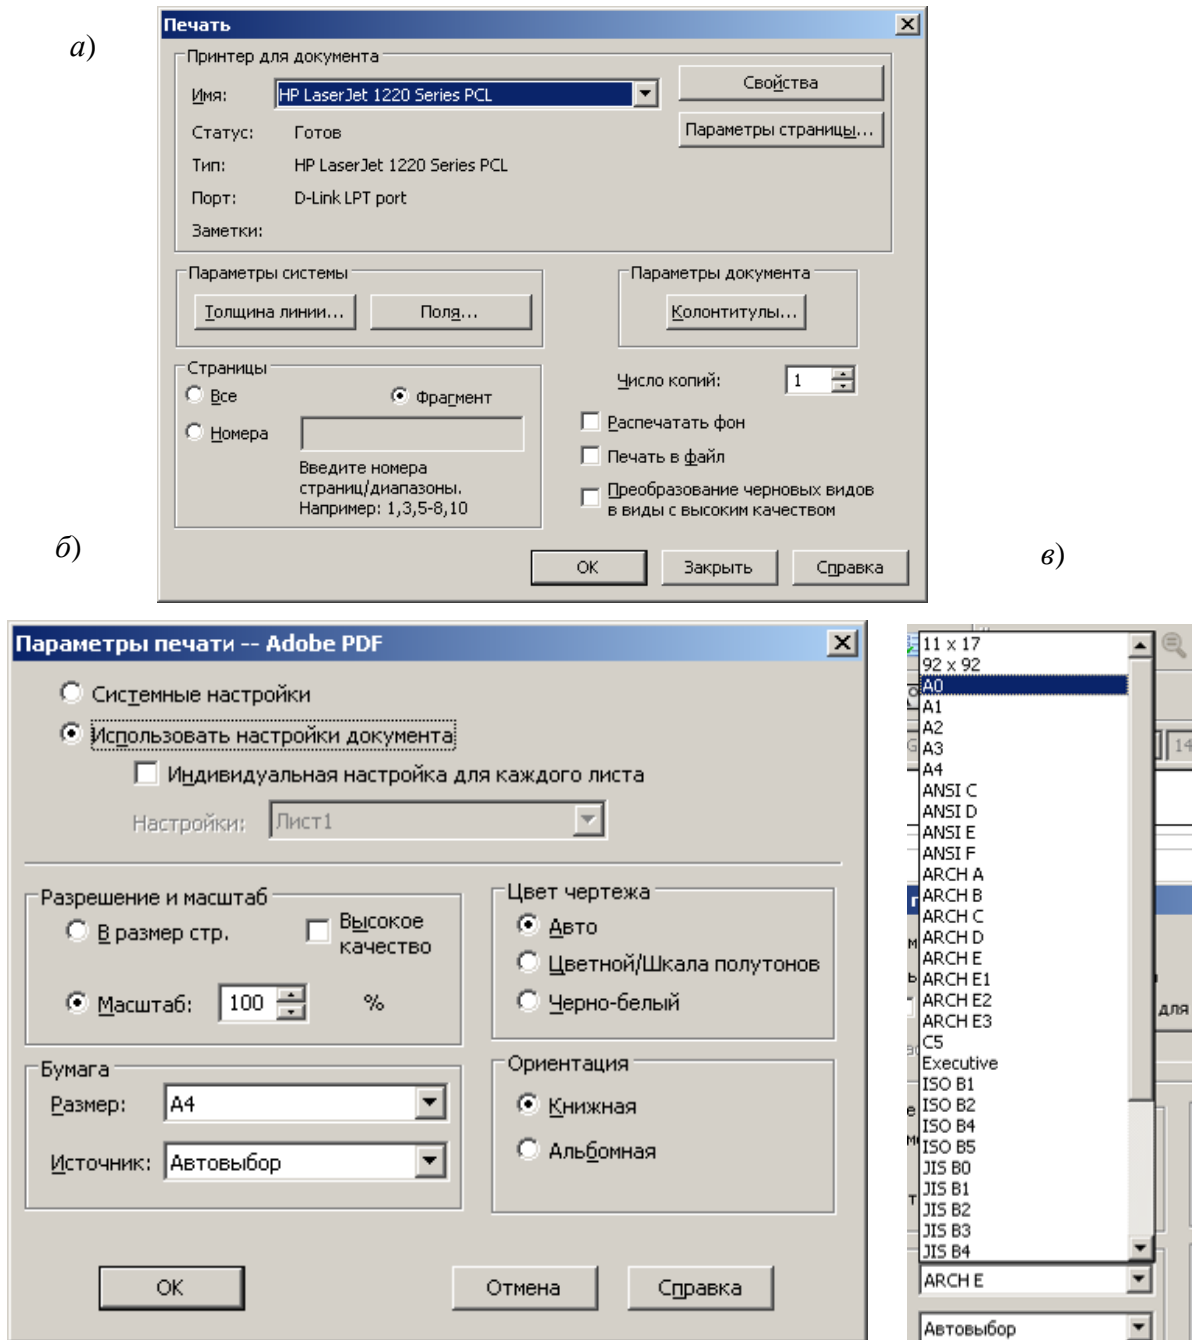 а)
Печать
Принтер для документа
Имя: HP LaserJet 1220 Series PCL
Свойства
Статус: Готов
Параметры страницы...
Тип: HP LaserJet 1220 Series PCL
Порт: D-Link LPT port
Заметки:
Параметры системы
Толщина линии... Поля...
Параметры документа
Колонтитулы...
Страницы
Все Фрагмент
Номера
Введите номера
страниц/диапазоны.
Например: 1,3,5-8,10
Число копий: 1
Распечатать фон
Печать в файл
Преобразование черновых видов
в виды с высоким качеством
OK Закрыть Справка
б)
Параметры печати -- Adobe PDF
Системные настройки
Использовать настройки документа
Индивидуальная настройка для каждого листа
Настройки: Лист1
Разрешение и масштаб
В размер стр. Высокое
качество
Масштаб: 100 %
Цвет чертежа
Авто
Цветной/Шкала полутонов
Черно-белый
Бумага
Размер: A4
Источник: Автовыбор
Ориентация
Книжная
Альбомная
OK Отмена Справка
в)
11 x 17
92 x 92
A0
A1
A2
A3
A4
ANSI C
ANSI D
ANSI E
ANSI F
ARCH A
ARCH B
ARCH C
ARCH D
ARCH E
ARCH E1
ARCH E2
ARCH E3
C5
Executive
ISO B1
ISO B2
ISO B4
ISO B5
JIS B0
JIS B1
JIS B2
JIS B3
JIS B4
ARCH E
Автовыбор
14
для